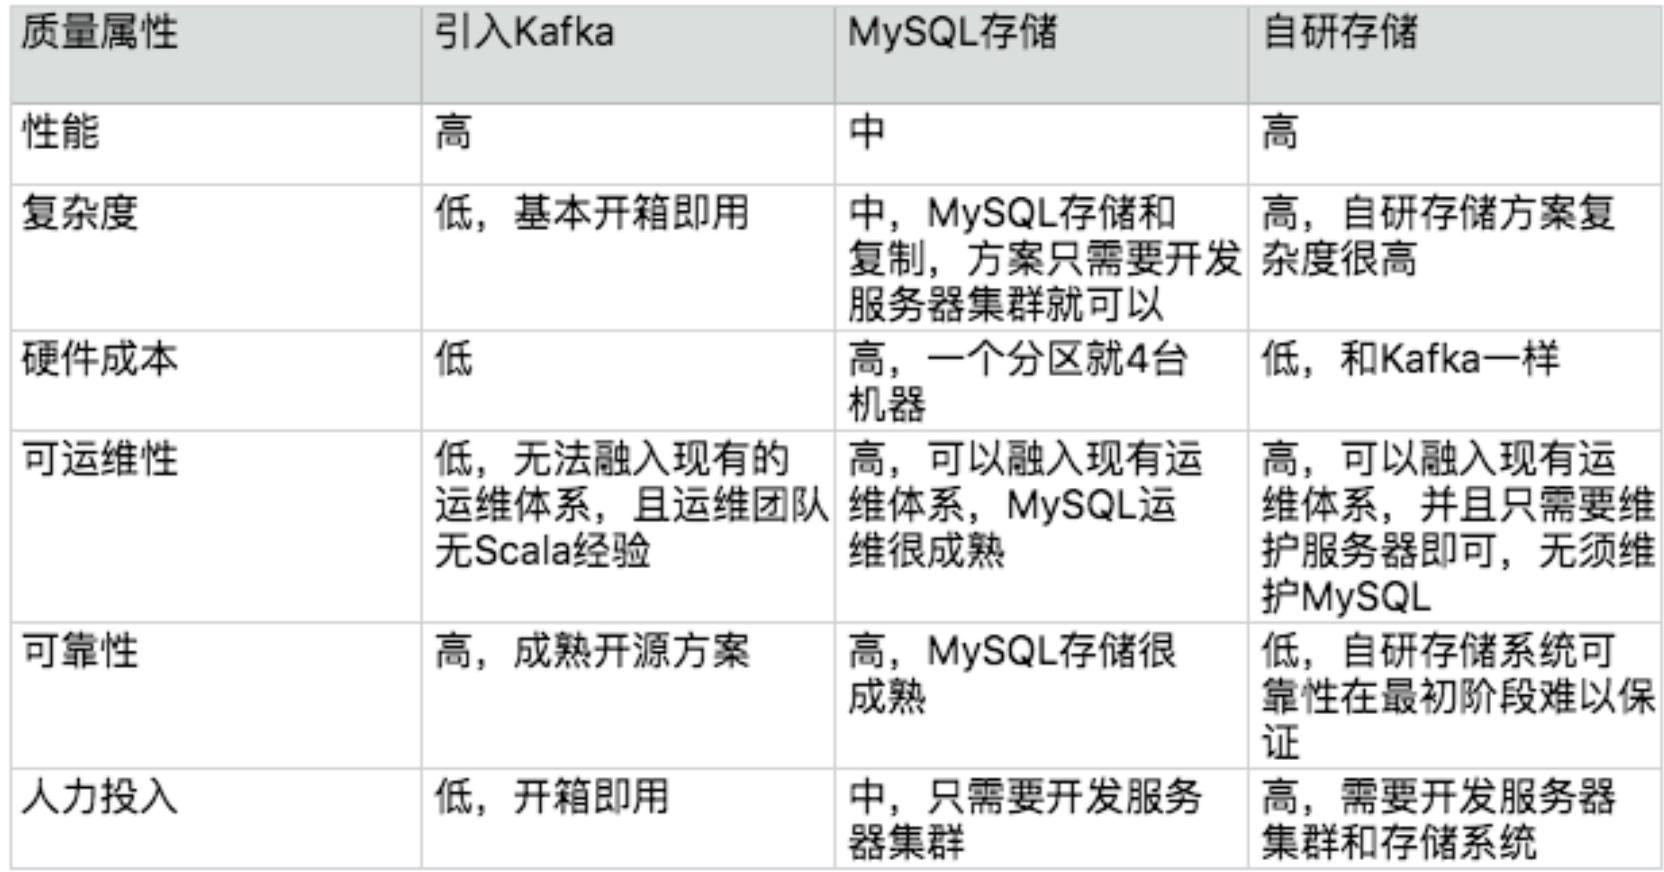 质量属性
引入Kafka
MySQL存储
自研存储
性能
高
中
高
复杂度
低，基本开箱即用
中，MySQL存储和
复制，方案只需要开发
服务器集群就可以
高，自研存储方案复
杂度很高
硬件成本
低
高，一个分区就4台
机器
低，和Kafka一样
可运维性
低，无法融入现有的
运维体系，且运维团队
无Scala经验
高，可以融入现有运
维体系，MySQL运
维很成熟
高，可以融入现有运
维体系，并且只需要维
护服务器即可，无须维
护MySQL
可靠性
高，成熟开源方案
高，MySQL存储很
成熟
低，自研存储系统可
靠性在最初阶段难以保
证
人力投入
低，开箱即用
中，只需要开发服务
器集群
高，需要开发服务器
集群和存储系统